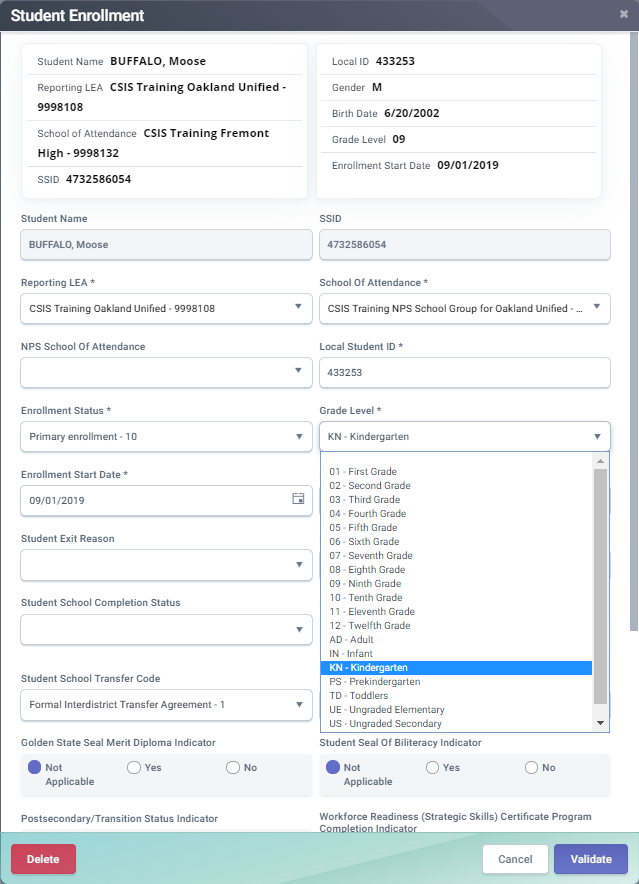 Student Enrollment
Student Name BUFFALO, Moose
Reporting LEA CSIS Training Oakland Unified -
9998108
School of Attendance CSIS Training Fremont
High - 9998132
SSID 4732586054
Local ID 433253
Gender M
Birth Date 6/20/2002
Grade Level 09
Enrollment Start Date 09/01/2019
Student Name
BUFFALO, Moose
SSID
4732586054
Reporting LEA *
CSIS Training Oakland Unified - 9998108
School Of Attendance *
CSIS Training NPS School Group for Oakland Unified - ...
NPS School Of Attendance
Local Student ID *
433253
Enrollment Status *
Primary enrollment - 10
Grade Level *
KN - Kindergarten
01 - First Grade
02 - Second Grade
03 - Third Grade
04 - Fourth Grade
05 - Fifth Grade
06 - Sixth Grade
07 - Seventh Grade
08 - Eighth Grade
09 - Ninth Grade
10 - Tenth Grade
11 - Eleventh Grade
12 - Twelfth Grade
AD - Adult
IN - Infant
KN - Kindergarten
PS - Prekindergarten
TD - Toddlers
UE - Ungraded Elementary
US - Ungraded Secondary
Enrollment Start Date *
09/01/2019
Student Exit Reason
Student School Completion Status
Student School Transfer Code
Formal Interdistrict Transfer Agreement - 1
Golden State Seal Merit Diploma Indicator
Not
Applicable
Yes
No
Student Seal Of Biliteracy Indicator
Not
Applicable
Yes
No
Postsecondary/Transition Status Indicator
Workforce Readiness (Strategic Skills) Certificate Program
Completion Indicator
Delete
Cancel
Validate